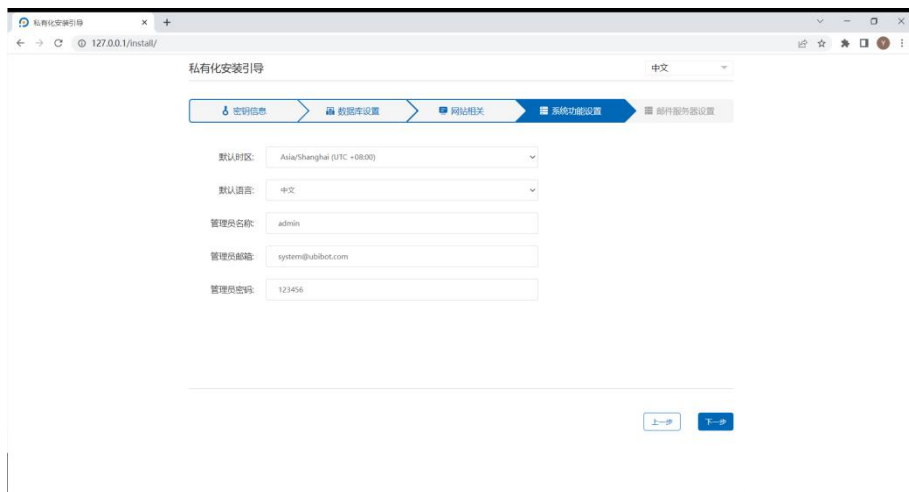 私有化安装引导
127.0.0.1/install/
Y
私有化安装引导
中文
密钥信息
数据库设置
网站相关
系统功能设置
邮件服务器设置
默认时区:
Asia/Shanghai (UTC +08:00)
默认语言:
中文
管理员名称:
admin
管理员邮箱:
system@ubibot.com
管理员密码:
123456
上一步
下一步